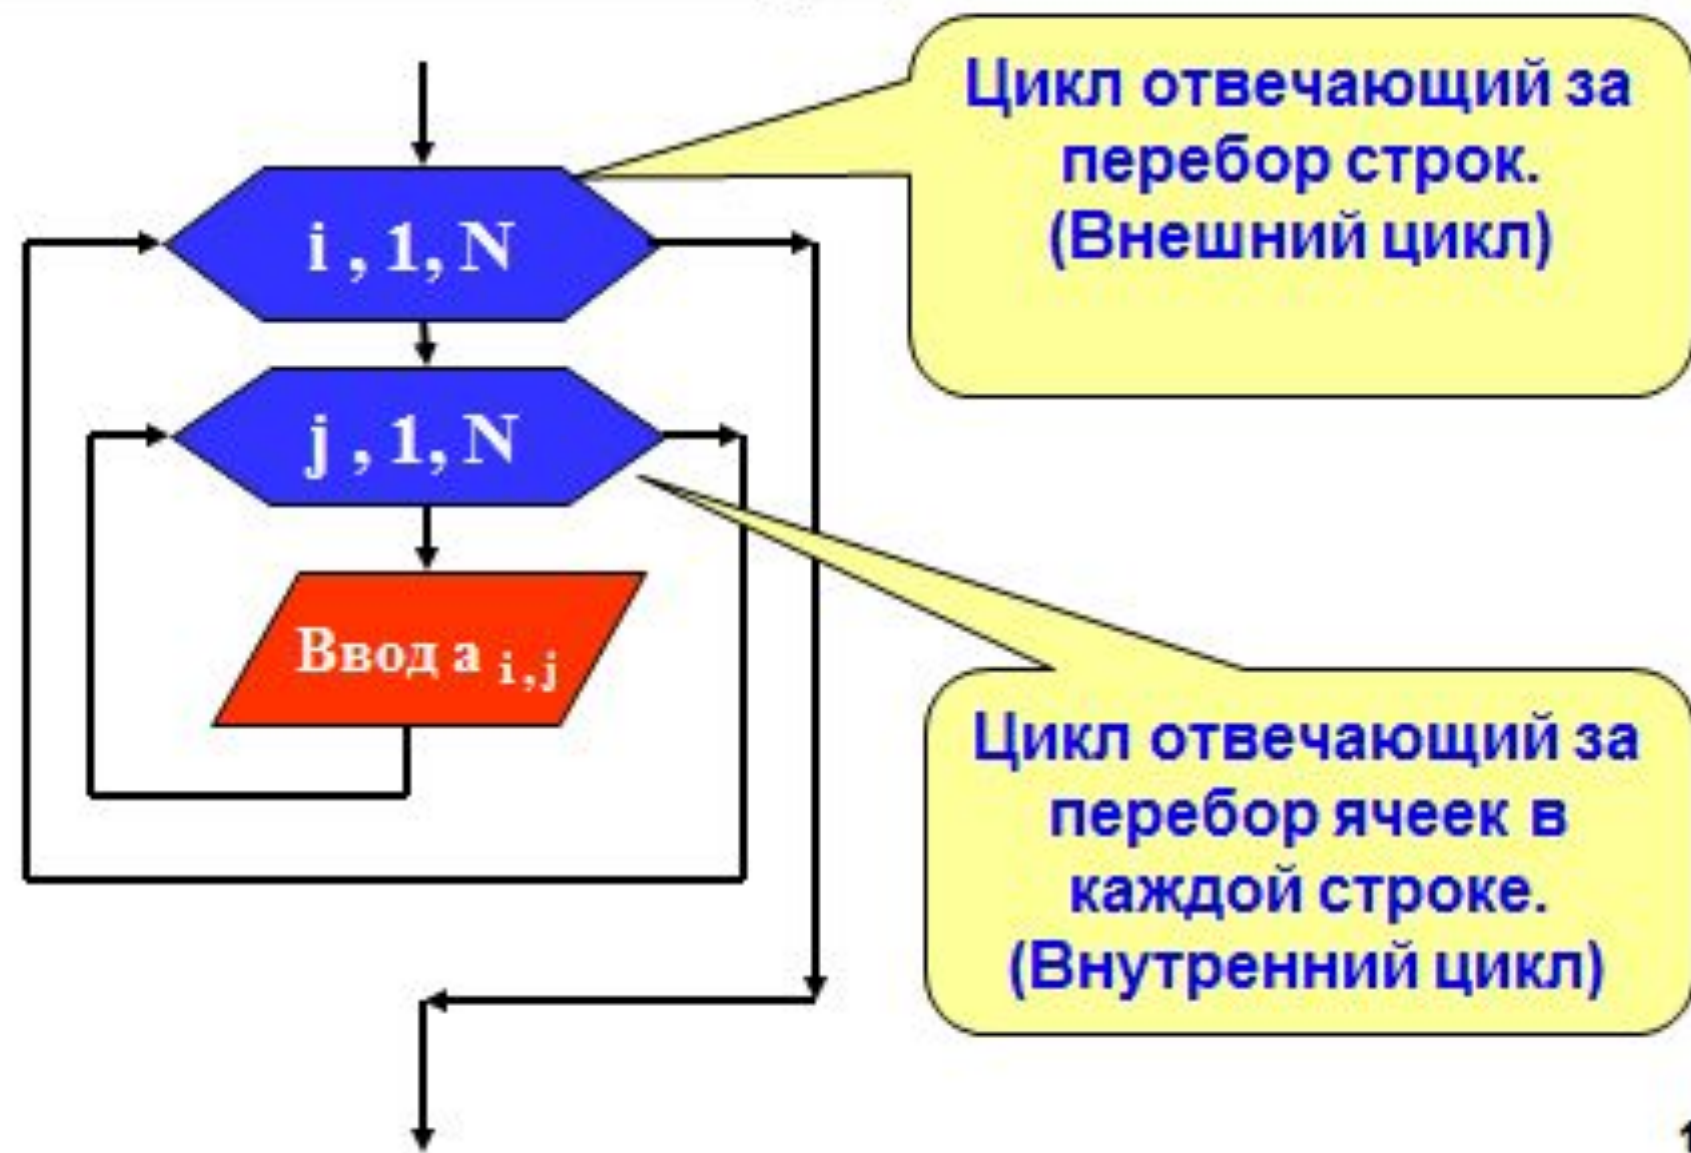 Цикл отвечающий за
перебор строк.
(Внешний цикл)
i , 1, N
j , 1, N
Ввод a i,j
Цикл отвечающий за
перебор ячеек в
каждой строке.
(Внутренний цикл)